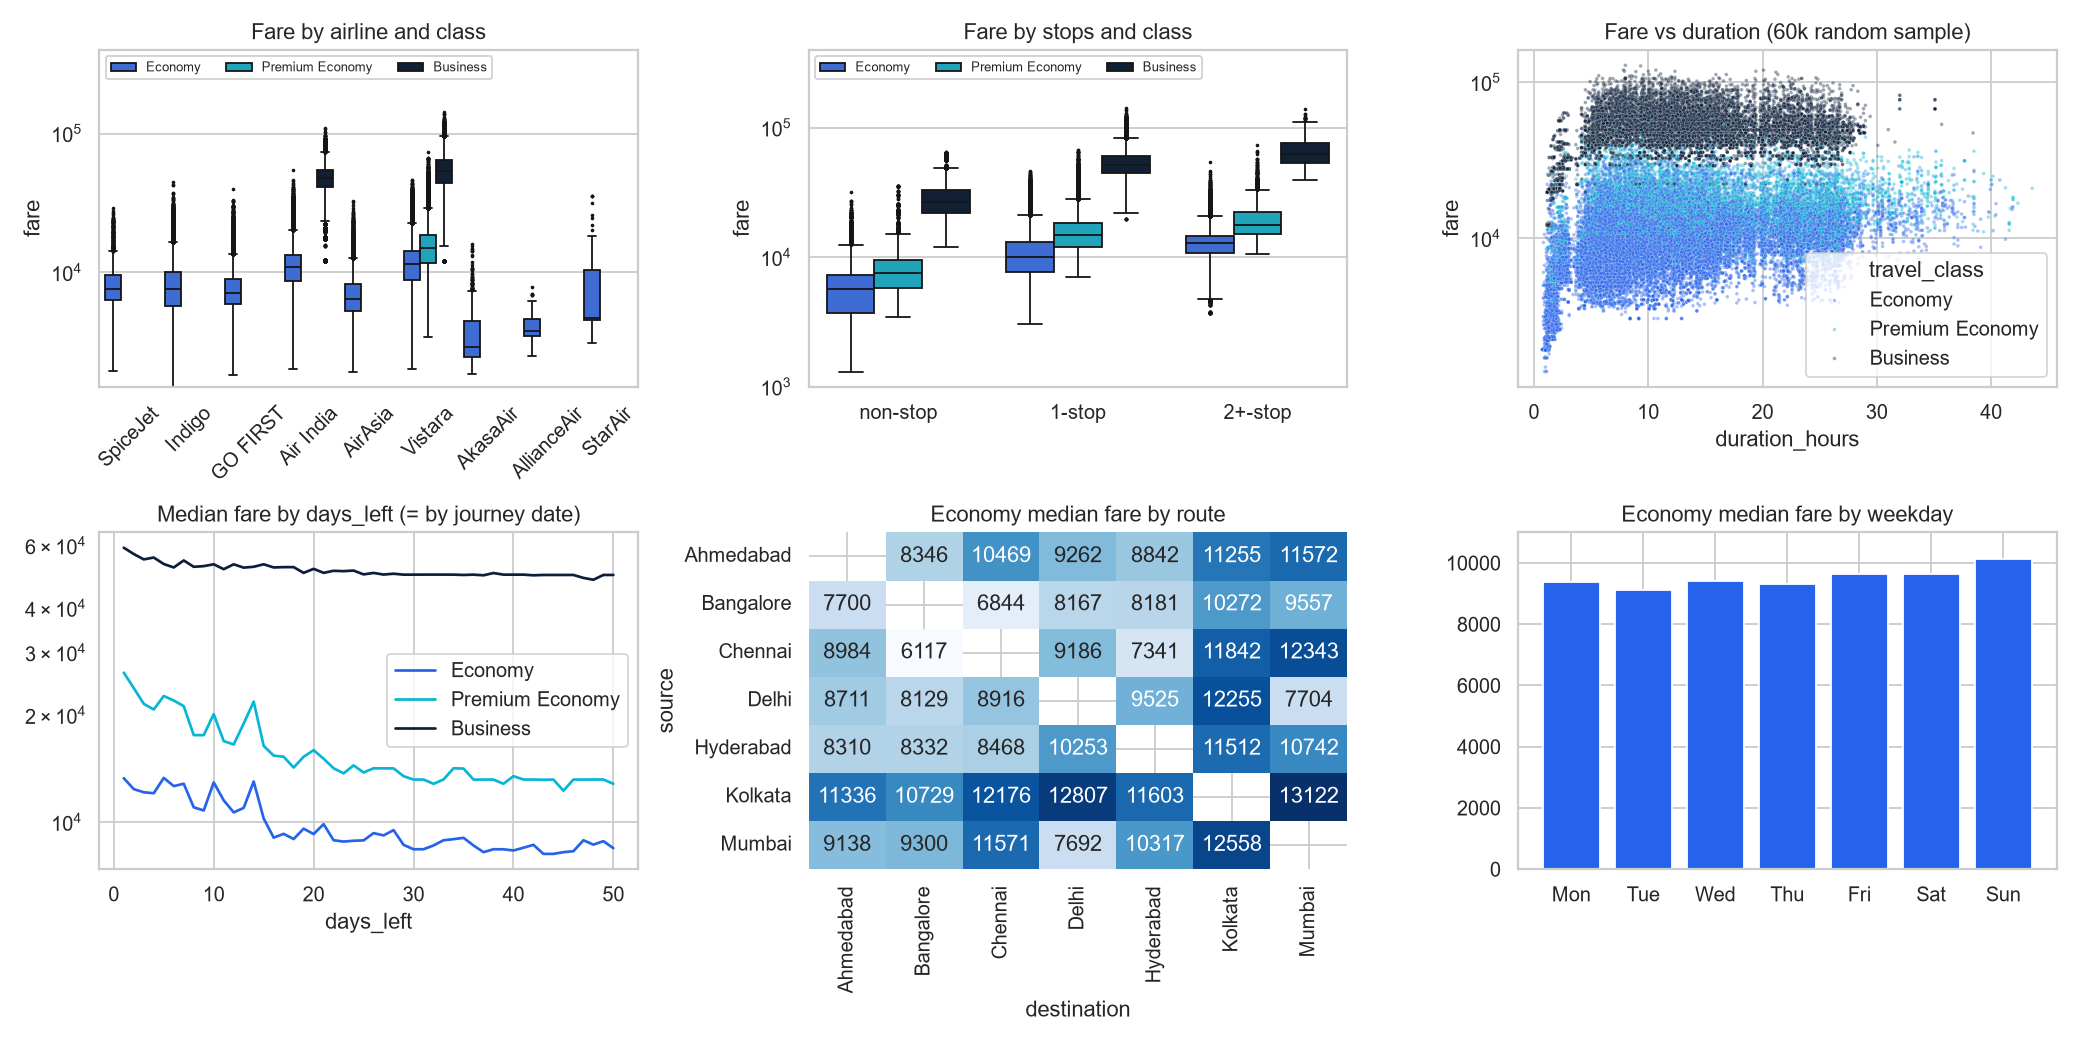 Fare by airline and class
Economy Premium Economy Business
fare
10^5
10^4
SpiceJet Indigo GO FIRST Air India AirAsia Vistara AkasaAir AllianceAir StarAir
Fare by stops and class
Economy Premium Economy Business
fare
10^5
10^4
10^3
non-stop 1-stop 2+-stop
Fare vs duration (60k random sample)
fare
10^5
10^4
travel_class
Economy
Premium Economy
Business
0 10 20 30 40
duration_hours
Median fare by days_left (= by journey date)
6 × 10^4
4 × 10^4
3 × 10^4
2 × 10^4
10^4
Economy
Premium Economy
Business
0 10 20 30 40 50
days_left
Economy median fare by route
source
Ahmedabad 8346 10469 9262 8842 11255 11572
Bangalore 7700 6844 8167 8181 10272 9557
Chennai 8984 6117 9186 7341 11842 12343
Delhi 8711 8129 8916 9525 12255 7704
Hyderabad 8310 8332 8468 10253 11512 10742
Kolkata 11336 10729 12176 12807 11603 13122
Mumbai 9138 9300 11571 7692 10317 12558
Ahmedabad Bangalore Chennai Delhi Hyderabad Kolkata Mumbai
destination
Economy median fare by weekday
10000
8000
6000
4000
2000
0
Mon Tue Wed Thu Fri Sat Sun